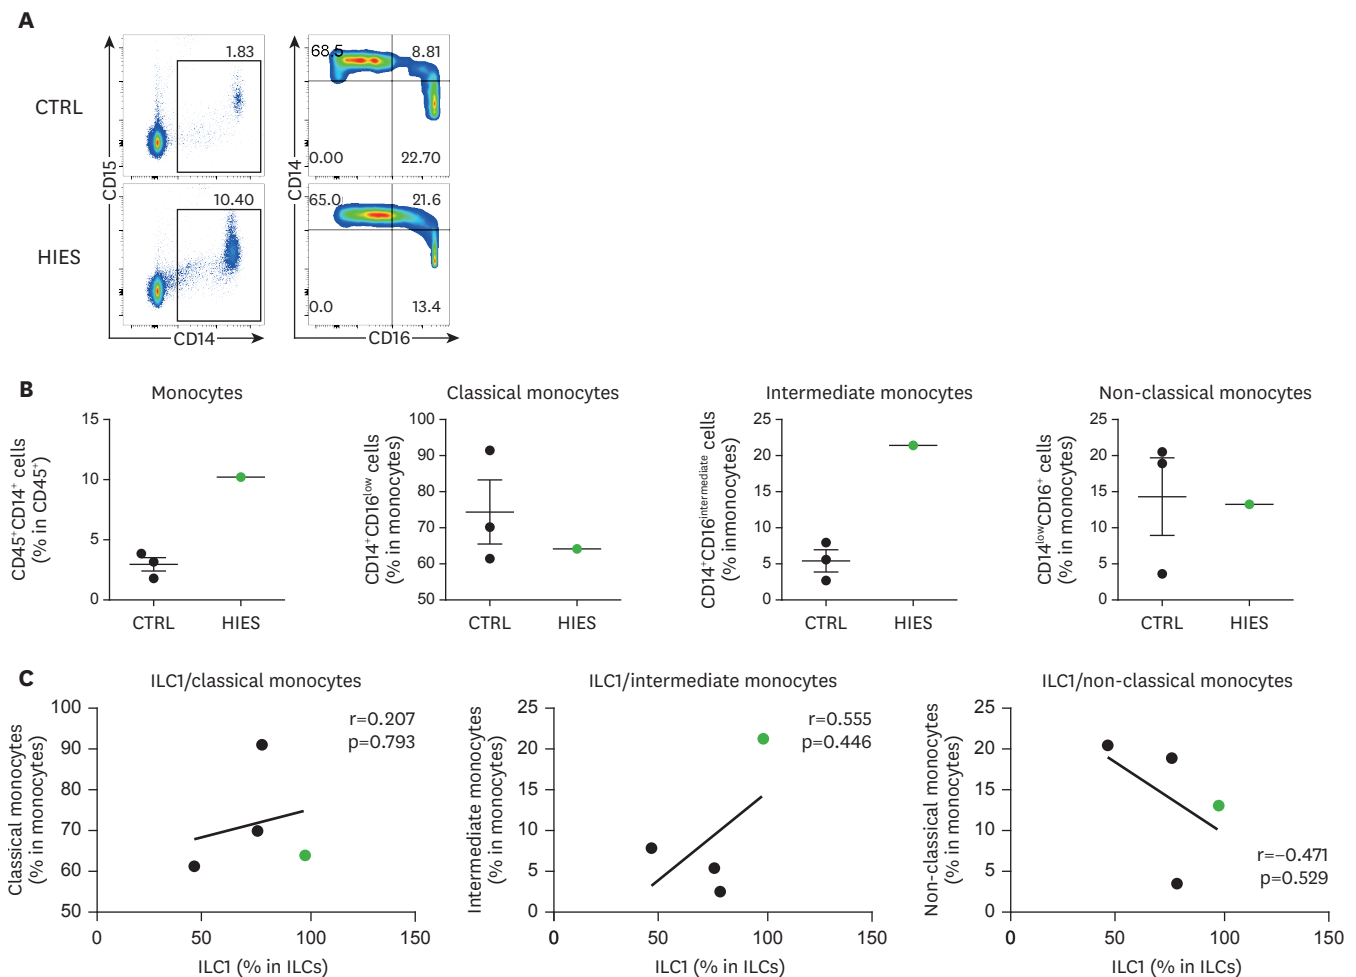 A
CTRL
HIES
CD15
CD14
1.83
10.40
CD14
CD16
68.5 8.81
0.00 22.70
65.0 21.6
0.0 13.4
B
Monocytes
CD45⁺CD14⁺ cells
(% in CD45⁺)
15
10
5
0
CTRL HIES
Classical monocytes
CD14⁺CD16ˡᵒʷ cells
(% in monocytes)
100
90
80
70
60
50
CTRL HIES
Intermediate monocytes
CD14⁺CD16ⁱⁿᵗᵉʳᵐᵉᵈⁱᵃᵗᵉ cells
(% inmonocytes)
25
20
15
10
5
0
CTRL HIES
Non-classical monocytes
CD14ˡᵒʷCD16⁺ cells
(% in monocytes)
25
20
15
10
5
0
CTRL HIES
C
ILC1/classical monocytes
Classical monocytes
(% in monocytes)
r=0.207
p=0.793
100
90
80
70
60
50
0 50 100 150
ILC1 (% in ILCs)
ILC1/intermediate monocytes
Intermediate monocytes
(% in monocytes)
r=0.555
p=0.446
25
20
15
10
5
0
0 50 100 150
ILC1 (% in ILCs)
ILC1/non-classical monocytes
Non-classical monocytes
(% in monocytes)
r=−0.471
p=0.529
25
20
15
10
5
0
0 50 100 150
ILC1 (% in ILCs)